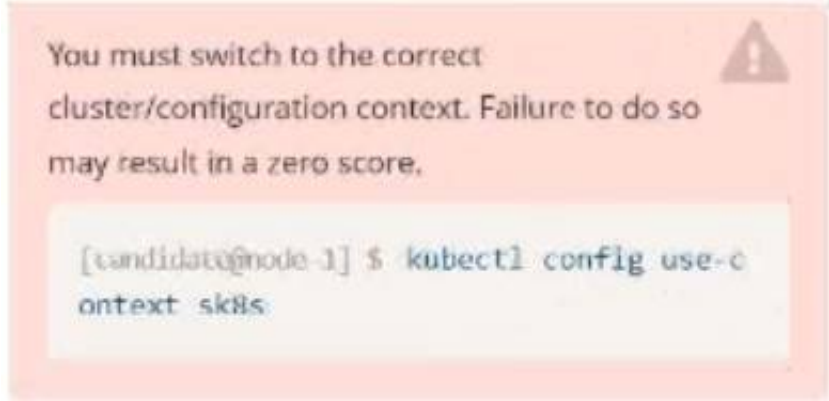 You must switch to the correct
cluster/configuration context. Failure to do so
may result in a zero score.
[candidate@node-1] $ kubectl config use-c
ontext sk8s